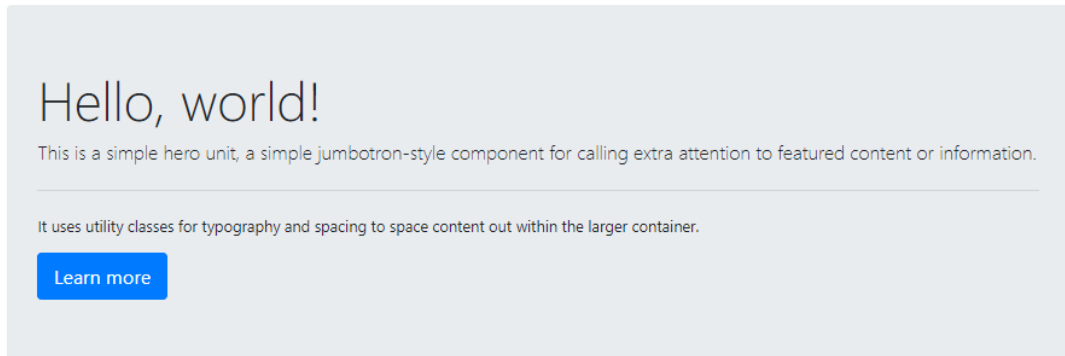 Hello, world!
This is a simple hero unit, a simple jumbotron-style component for calling extra attention to featured content or information.
It uses utility classes for typography and spacing to space content out within the larger container.
Learn more